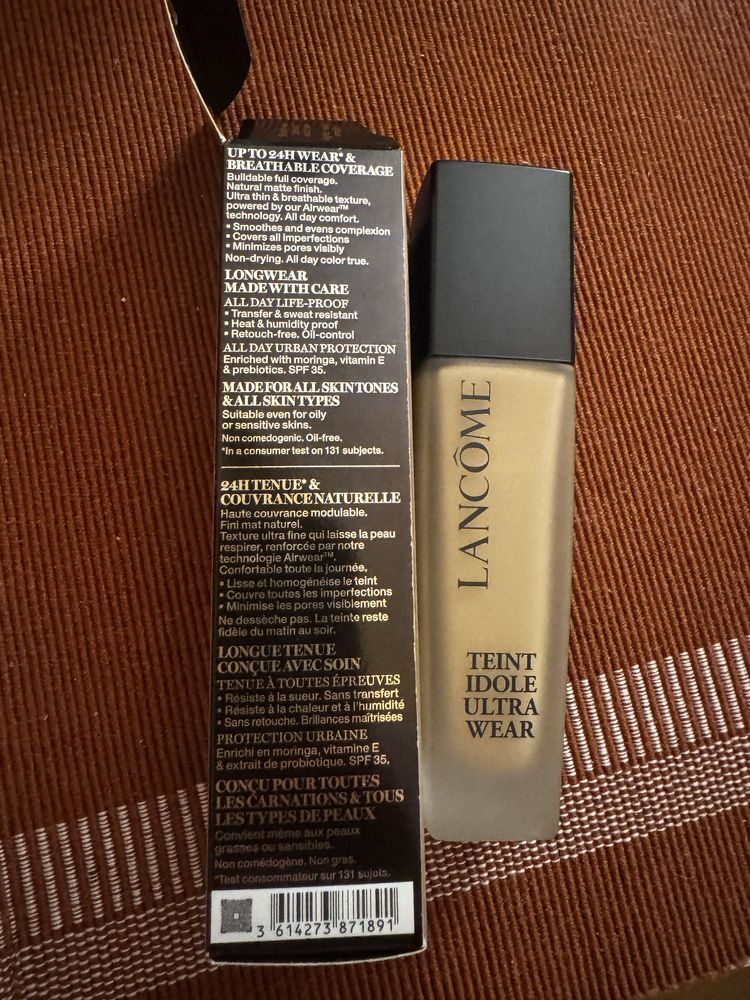 UP TO 24H WEAR* &
BREATHABLE COVERAGE
Buildable full coverage.
Natural matte finish.
Ultra thin & breathable texture,
powered by our Airwear™
technology. All day comfort.
▪ Smoothes and evens complexion
▪ Covers all imperfections
▪ Minimizes pores visibly
Non-drying. All day color true.
LONGWEAR
MADE WITH CARE
ALL DAY LIFE-PROOF
▪ Transfer & sweat resistant
▪ Heat & humidity proof
▪ Retouch-free. Oil-control
ALL DAY URBAN PROTECTION
Enriched with moringa, vitamin E
& prebiotics. SPF 35.
MADE FOR ALL SKIN TONES
& ALL SKIN TYPES
Suitable even for oily
or sensitive skins.
Non comedogenic. Oil-free.
*In a consumer test on 131 subjects.
24H TENUE* &
COUVRANCE NATURELLE
Haute couvrance modulable.
Fini mat naturel.
Texture ultra fine qui laisse la peau
respirer, renforcée par notre
technologie Airwear™.
Confortable toute la journée.
▪ Lisse et homogénéise le teint
▪ Couvre toutes les imperfections
▪ Minimise les pores visiblement
Ne dessèche pas. La teinte reste
fidèle du matin au soir.
LONGUE TENUE
CONÇUE AVEC SOIN
TENUE À TOUTES ÉPREUVES
▪ Résiste à la sueur. Sans transfert
▪ Résiste à la chaleur et à l'humidité
▪ Sans retouche. Brillances maîtrisées
PROTECTION URBAINE
Enrichi en moringa, vitamine E
& extrait de probiotique. SPF 35.
CONÇU POUR TOUTES
LES CARNATIONS & TOUS
LES TYPES DE PEAUX
Convient même aux peaux
grasses ou sensibles.
Non comédogène. Non gras.
*Test consommateur sur 131 sujets.
3 614273 871891
LANCÔME
TEINT
IDOLE
ULTRA
WEAR